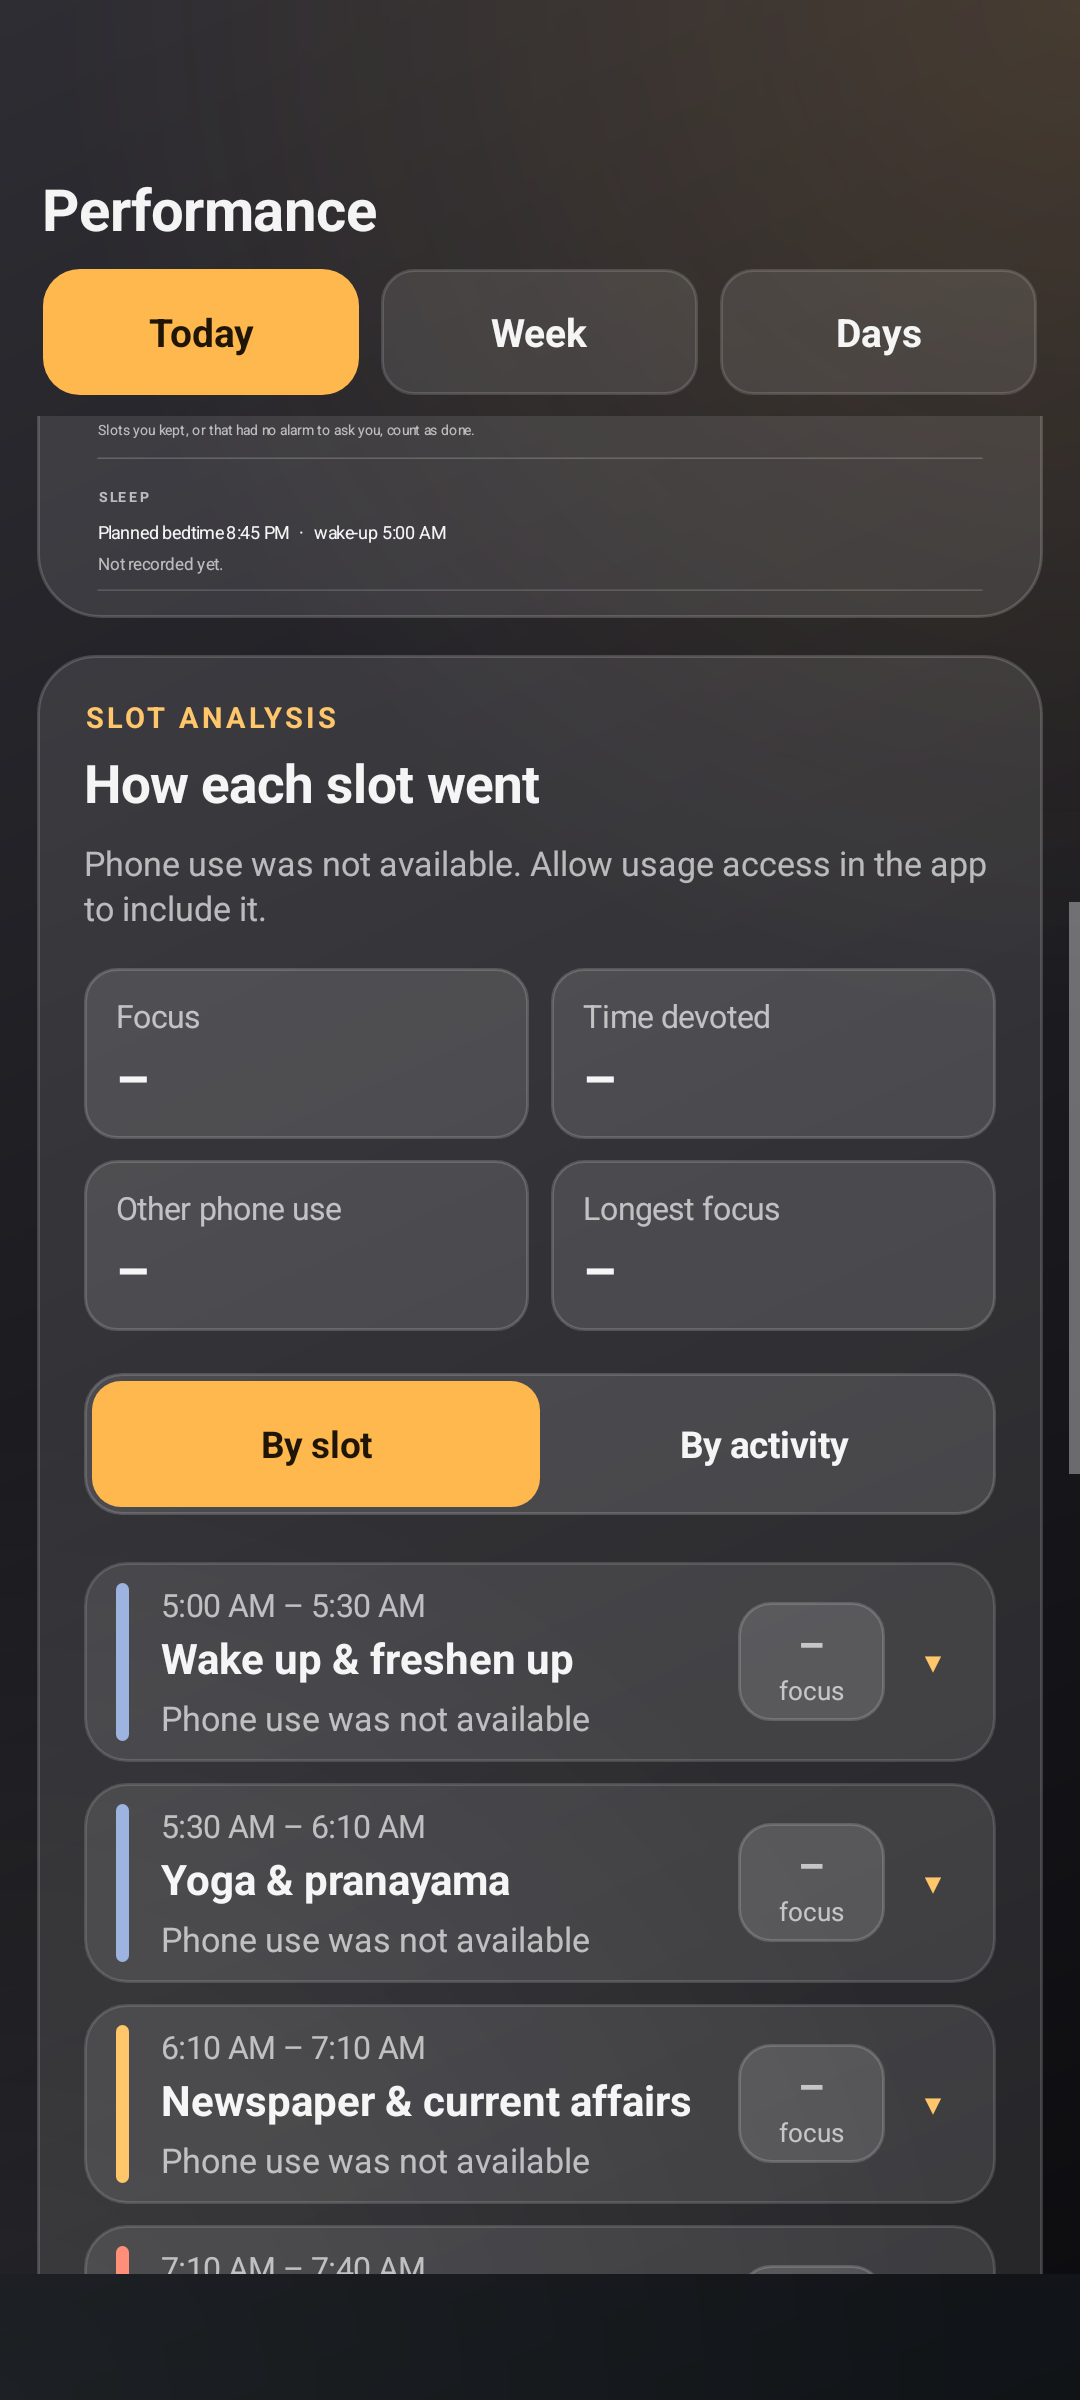 Performance
Today
Week
Days
Slots you kept, or that had no alarm to ask you, count as done.
SLEEP
Planned bedtime 8:45 PM · wake-up 5:00 AM
Not recorded yet.
SLOT ANALYSIS
How each slot went
Phone use was not available. Allow usage access in the app
to include it.
Focus
–
Time devoted
–
Other phone use
–
Longest focus
–
By slot
By activity
5:00 AM – 5:30 AM
Wake up & freshen up
Phone use was not available
–
focus
▼
5:30 AM – 6:10 AM
Yoga & pranayama
Phone use was not available
–
focus
▼
6:10 AM – 7:10 AM
Newspaper & current affairs
Phone use was not available
–
focus
▼
7:10 AM – 7:40 AM